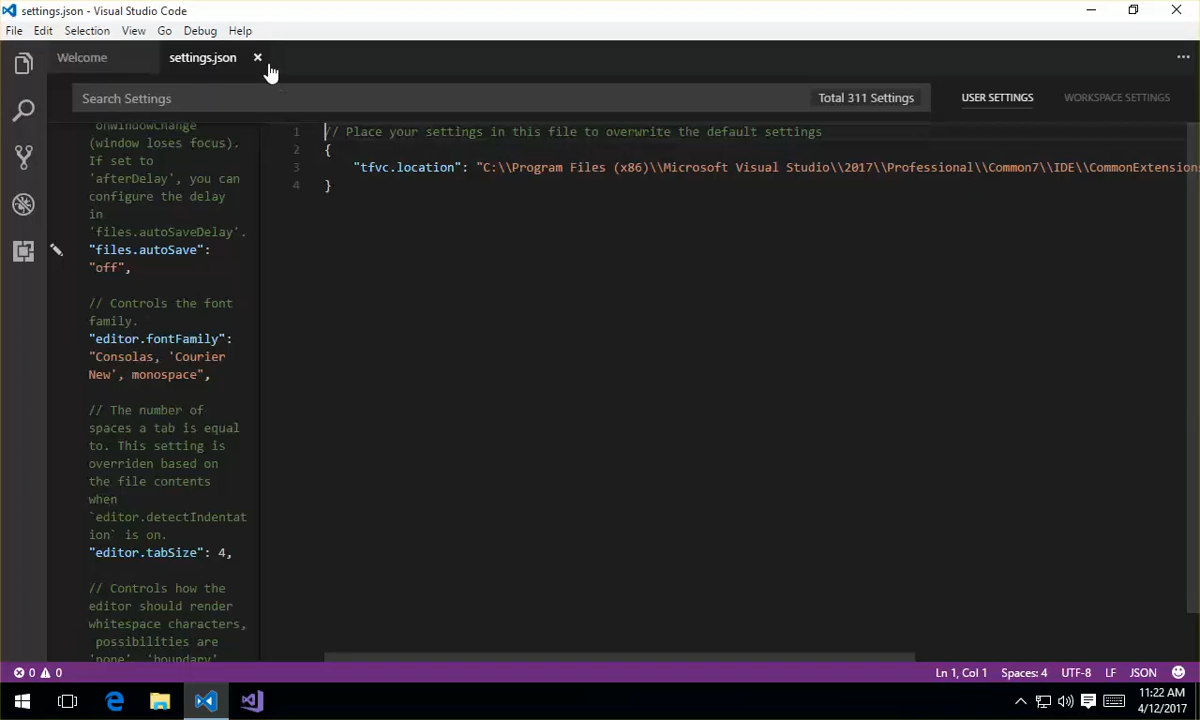 settings.json - Visual Studio Code
File Edit Selection View Go Debug Help
Welcome settings.json
Search Settings Total 311 Settings USER SETTINGS WORKSPACE SETTINGS
'onWindowChange'
(window loses focus).
If set to
'afterDelay', you can
configure the delay
in
'files.autoSaveDelay'.
"files.autoSave":
"off",
// Controls the font
family.
"editor.fontFamily":
"Consolas, 'Courier
New', monospace",
// The number of
spaces a tab is equal
to. This setting is
overriden based on
the file contents
when
`editor.detectIndentat
ion` is on.
"editor.tabSize": 4,
// Controls how the
editor should render
whitespace characters,
possibilities are
'none', 'boundary'
1 // Place your settings in this file to overwrite the default settings
2 {
3 "tfvc.location": "C:\\Program Files (x86)\\Microsoft Visual Studio\\2017\\Professional\\Common7\\IDE\\CommonExtensions
4 }
0 0 Ln 1, Col 1 Spaces: 4 UTF-8 LF JSON
11:22 AM
4/12/2017